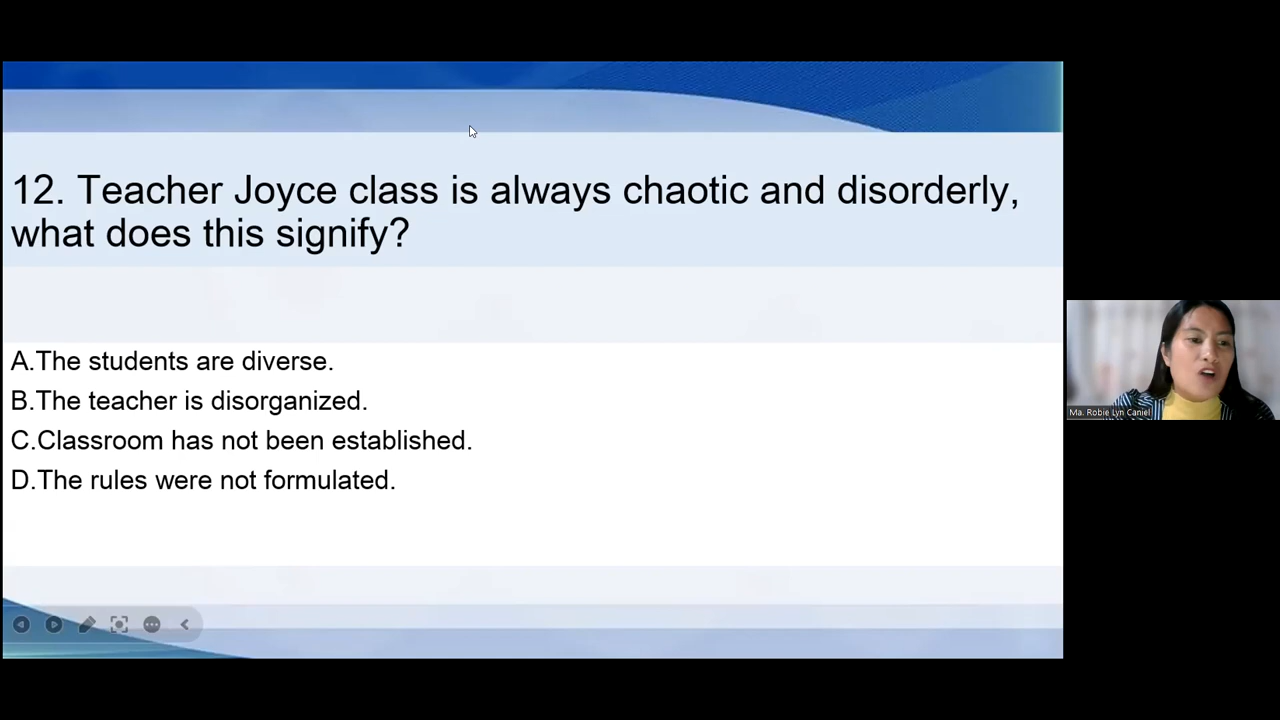 12. Teacher Joyce class is always chaotic and disorderly,
what does this signify?
A.The students are diverse.
B.The teacher is disorganized.
C.Classroom has not been established.
D.The rules were not formulated.
Ma. Robie Lyn Caniel